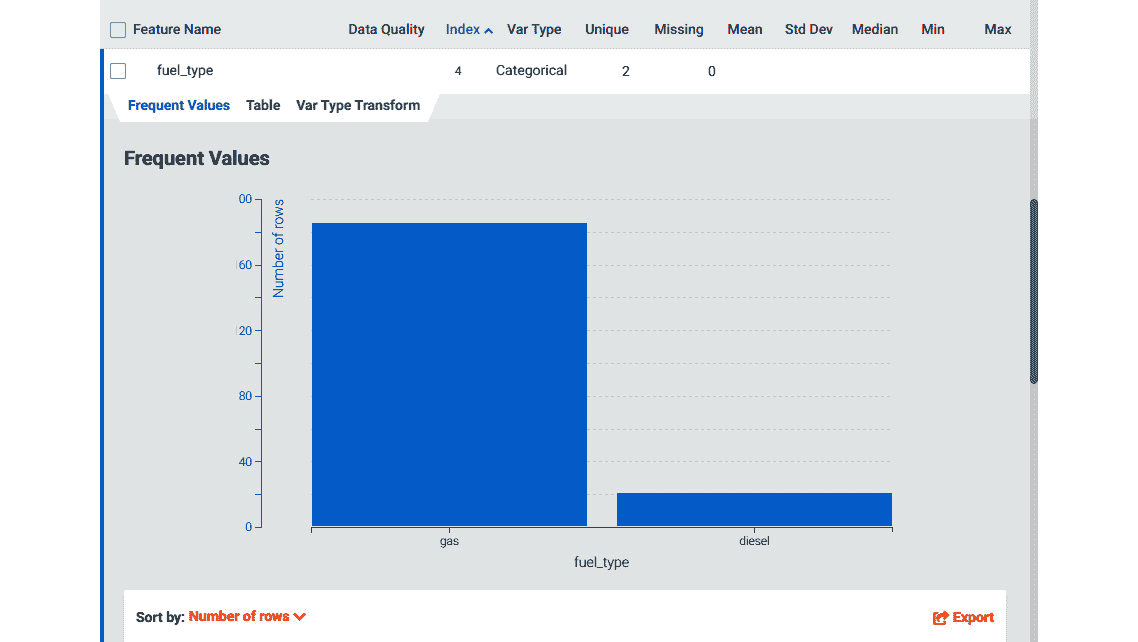 Feature Name Data Quality Index Var Type Unique Missing Mean Std Dev Median Min Max
fuel_type 4 Categorical 2 0
Frequent Values Table Var Type Transform
Frequent Values
Number of rows
00
60
20
80
40
0
gas diesel
fuel_type
Sort by: Number of rows Export